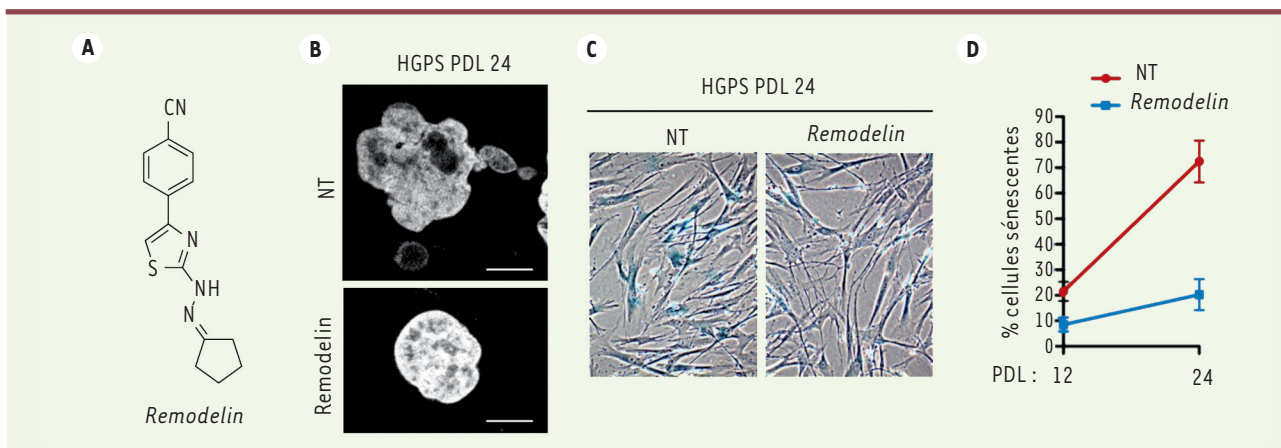 A
CN
N
S
NH
N
Remodelin
B
HGPS PDL 24
NT
Remodelin
C
HGPS PDL 24
NT Remodelin
D
NT
Remodelin
% cellules sénescentes
90
80
70
60
50
40
30
20
10
0
PDL : 12 24